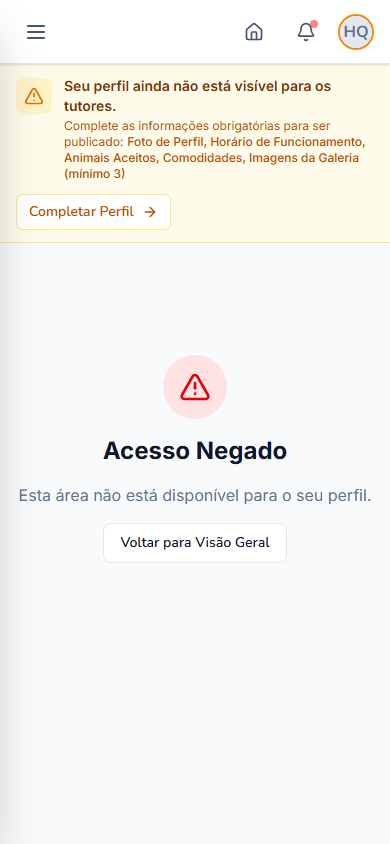 HQ
Seu perfil ainda não está visível para os
tutores.
Complete as informações obrigatórias para ser
publicado: Foto de Perfil, Horário de Funcionamento,
Animais Aceitos, Comodidades, Imagens da Galeria
(mínimo 3)
Completar Perfil
Acesso Negado
Esta área não está disponível para o seu perfil.
Voltar para Visão Geral